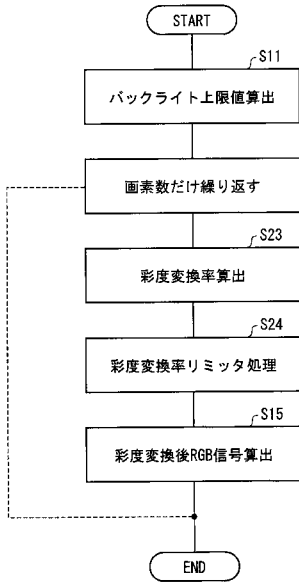 START
S11
バックライト上限値算出
画素数だけ繰り返す
S23
彩度変換率算出
S24
彩度変換率リミッタ処理
S15
彩度変換後RGB信号算出
END